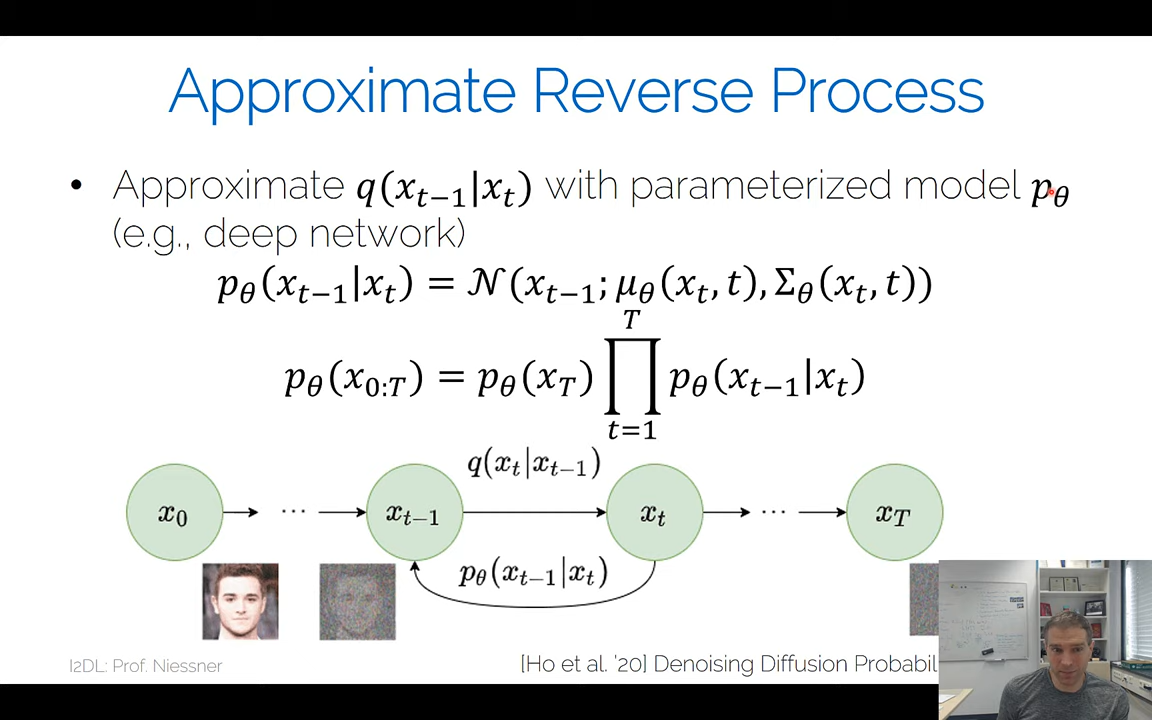 Approximate Reverse Process
• Approximate q(x_{t−1}|x_t) with parameterized model p_θ
(e.g., deep network)
p_θ(x_{t−1}|x_t) = 𝒩(x_{t−1}; μ_θ(x_t, t), Σ_θ(x_t, t))
p_θ(x_{0:T}) = p_θ(x_T) ∏_{t=1}^{T} p_θ(x_{t−1}|x_t)
q(x_t|x_{t−1})
x_0 ··· x_{t−1} x_t ··· x_T
p_θ(x_{t−1}|x_t)
I2DL: Prof. Niessner
[Ho et al. '20] Denoising Diffusion Probabil